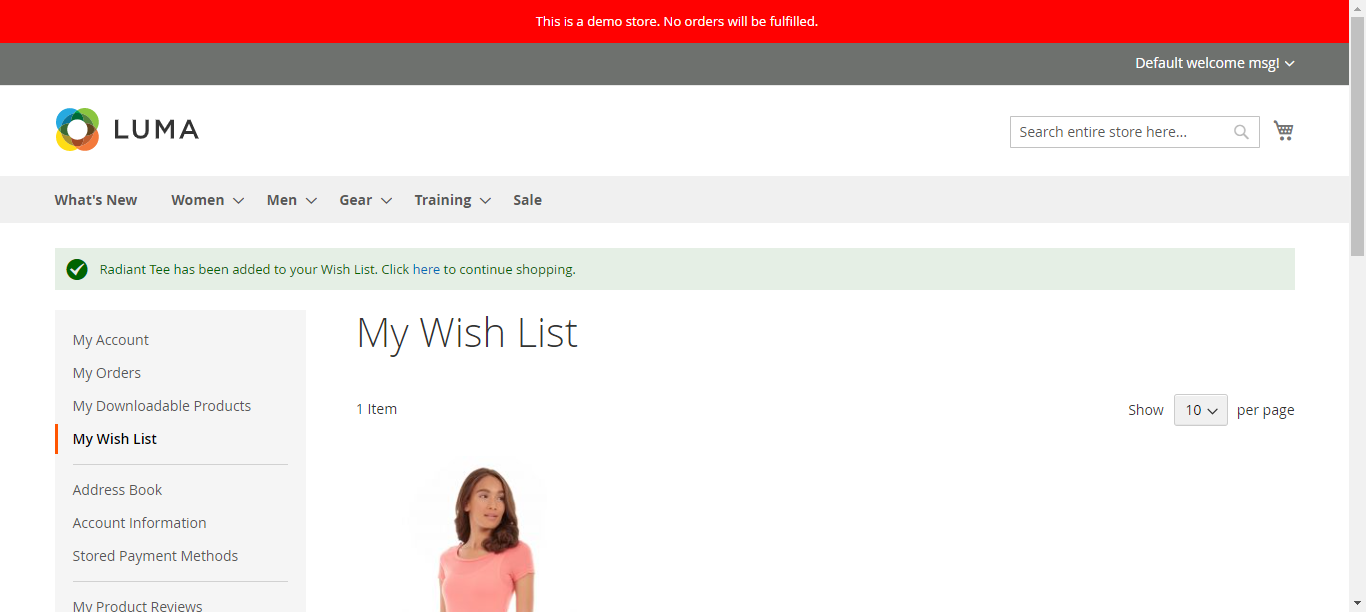 This is a demo store. No orders will be fulfilled.
Default welcome msg!
LUMA
Search entire store here...
What's New Women Men Gear Training Sale
Radiant Tee has been added to your Wish List. Click here to continue shopping.
My Account
My Orders
My Downloadable Products
My Wish List
Address Book
Account Information
Stored Payment Methods
My Product Reviews
My Wish List
1 Item
Show 10 per page